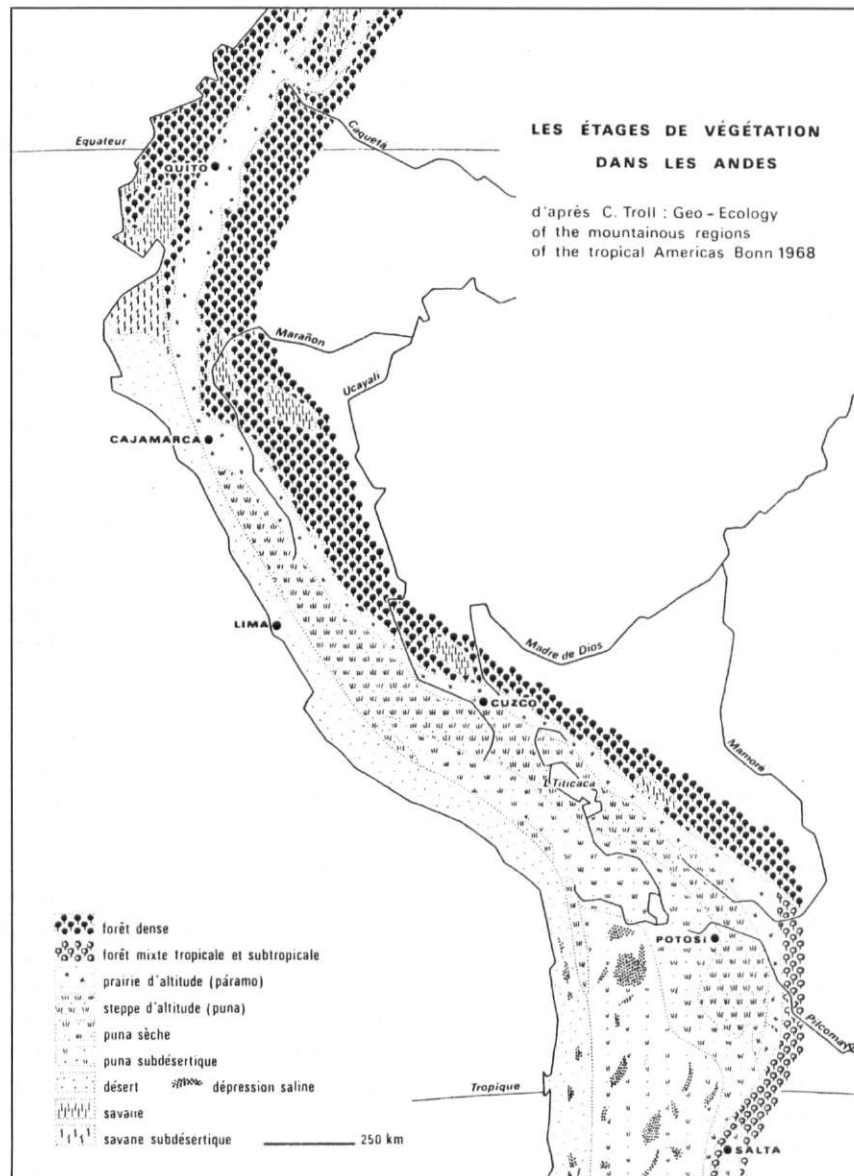 LES ÉTAGES DE VÉGÉTATION
DANS LES ANDES
d'après C. Troll : Geo - Ecology
of the mountainous regions
of the tropical Americas Bonn 1968
Equateur
Caquetá
QUITO
Marañon
Ucayali
CAJAMARCA
LIMA
Madre de Dios
CUZCO
Mamoré
L.Titicaca
POTOSI
Pilcomayo
Tropique
SALTA
forêt dense
forêt mixte tropicale et subtropicale
prairie d'altitude (páramo)
steppe d'altitude (puna)
puna sèche
puna subdésertique
désert
dépression saline
savane
savane subdésertique
250 km